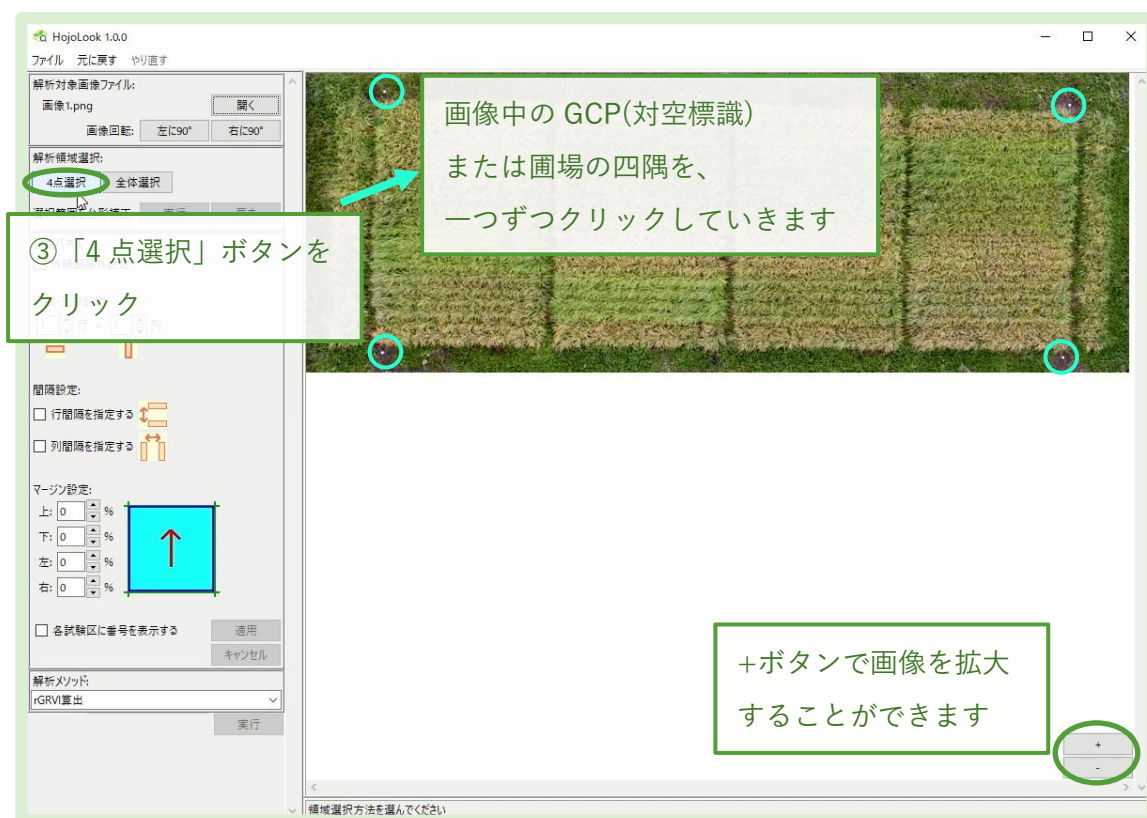 HojoLook 1.0.0
ファイル 元に戻す やり直す
解析対象画像ファイル:
画像1.png 開く
画像回転: 左に90° 右に90°
解析領域選択:
4点選択 全体選択
画像中の GCP(対空標識)
または圃場の四隅を、
一つずつクリックしていきます
③「4 点選択」ボタンを
クリック
間隔設定:
行間隔を指定する
列間隔を指定する
マージン設定:
上: 0 %
下: 0 %
左: 0 %
右: 0 %
各試験区に番号を表示する 適用
キャンセル
解析メソッド:
rGRVI算出
実行
+ボタンで画像を拡大
することができます
+
-
領域選択方法を選んでください